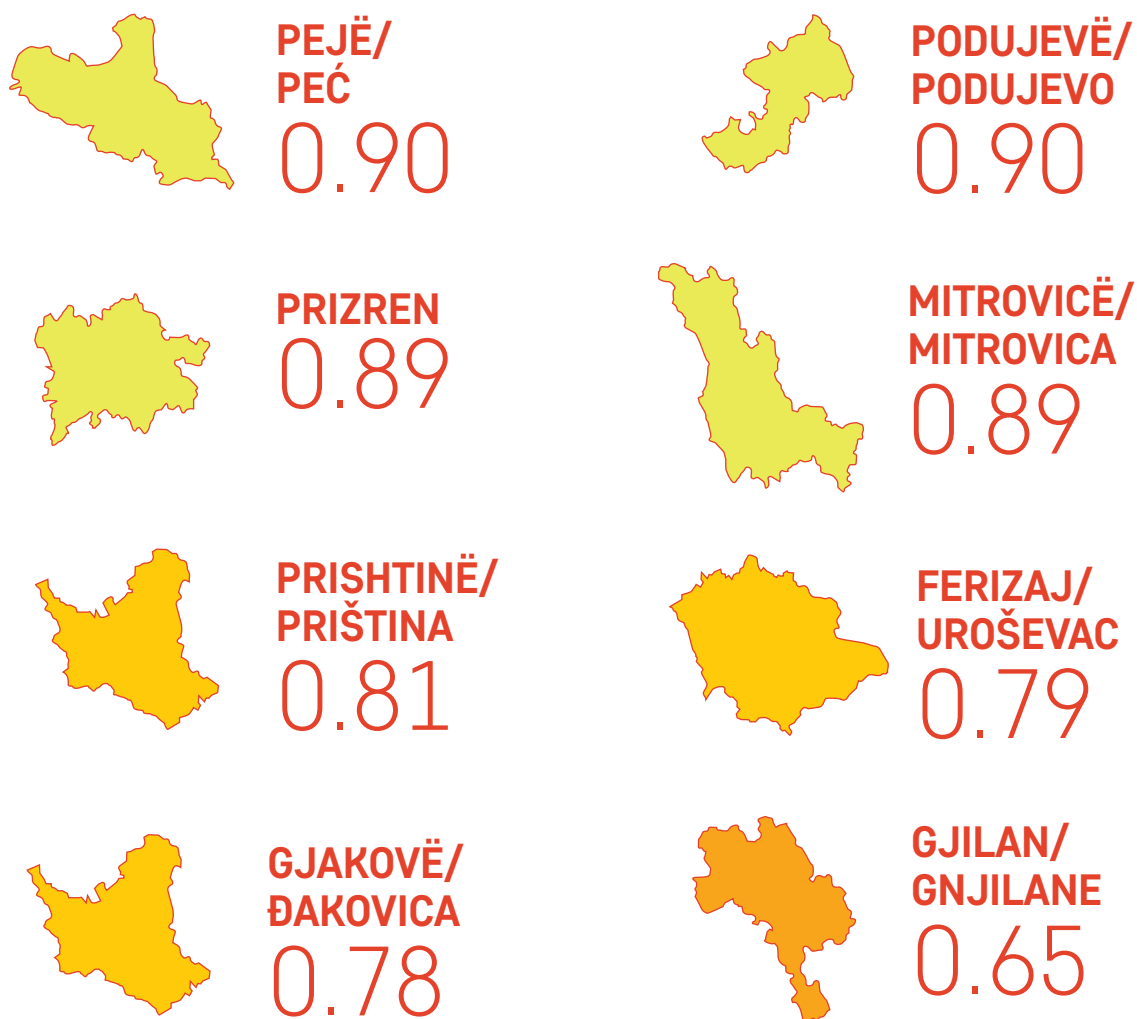 PEJË/
PEĆ
0.90
PODUJEVË/
PODUJEVO
0.90
PRIZREN
0.89
MITROVICË/
MITROVICA
0.89
PRISHTINË/
PRIŠTINA
0.81
FERIZAJ/
UROŠEVAC
0.79
GJAKOVË/
ĐAKOVICA
0.78
GJILAN/
GNJILANE
0.65